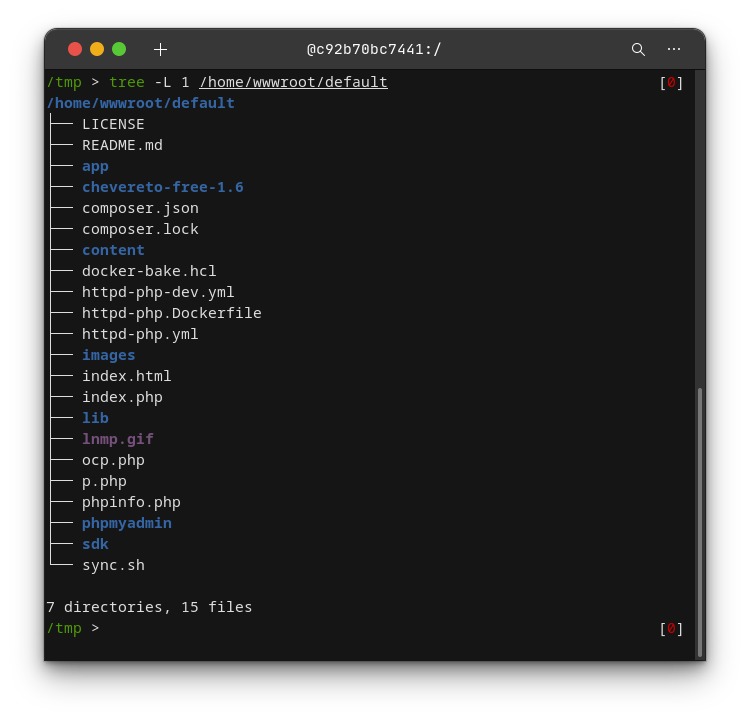 @c92b70bc7441:/
/tmp > tree -L 1 /home/wwwroot/default [0]
/home/wwwroot/default
├── LICENSE
├── README.md
├── app
├── chevereto-free-1.6
├── composer.json
├── composer.lock
├── content
├── docker-bake.hcl
├── httpd-php-dev.yml
├── httpd-php.Dockerfile
├── httpd-php.yml
├── images
├── index.html
├── index.php
├── lib
├── lnmp.gif
├── ocp.php
├── p.php
├── phpinfo.php
├── phpmyadmin
├── sdk
└── sync.sh
7 directories, 15 files
/tmp > [0]